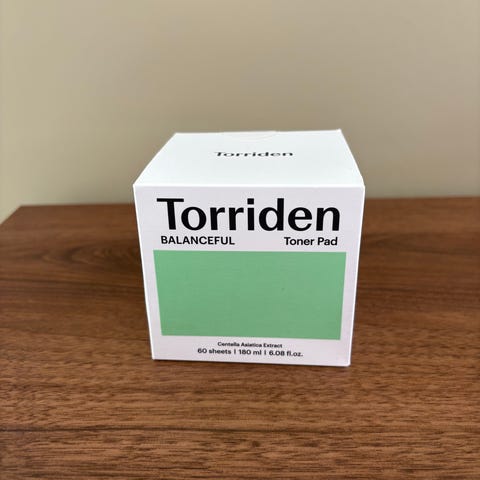 Torriden
Torriden
BALANCEFUL Toner Pad
Centella Asiatica Extract
60 sheets | 180 ml | 6.08 fl.oz.